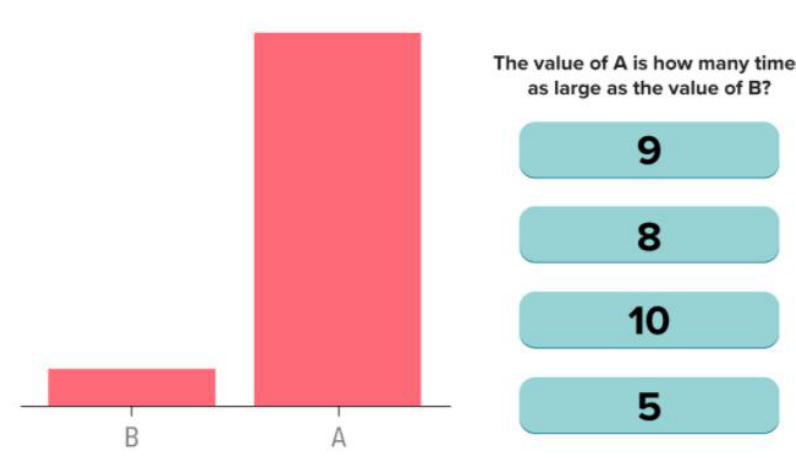 The value of A is how many time
as large as the value of B?
9
8
10
5
B
A